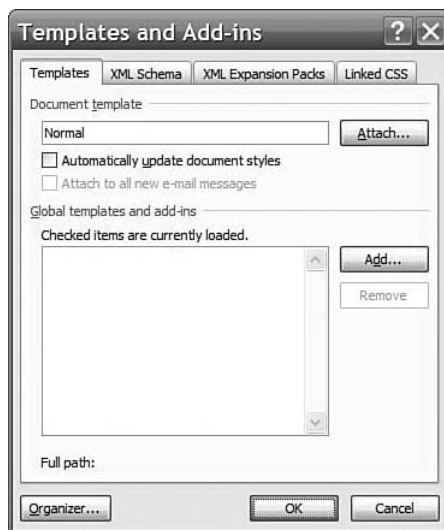 Templates and Add-ins
Templates XML Schema XML Expansion Packs Linked CSS
Document template
Normal Attach...
Automatically update document styles
Attach to all new e-mail messages
Global templates and add-ins
Checked items are currently loaded.
Add...
Remove
Full path:
Organizer... OK Cancel